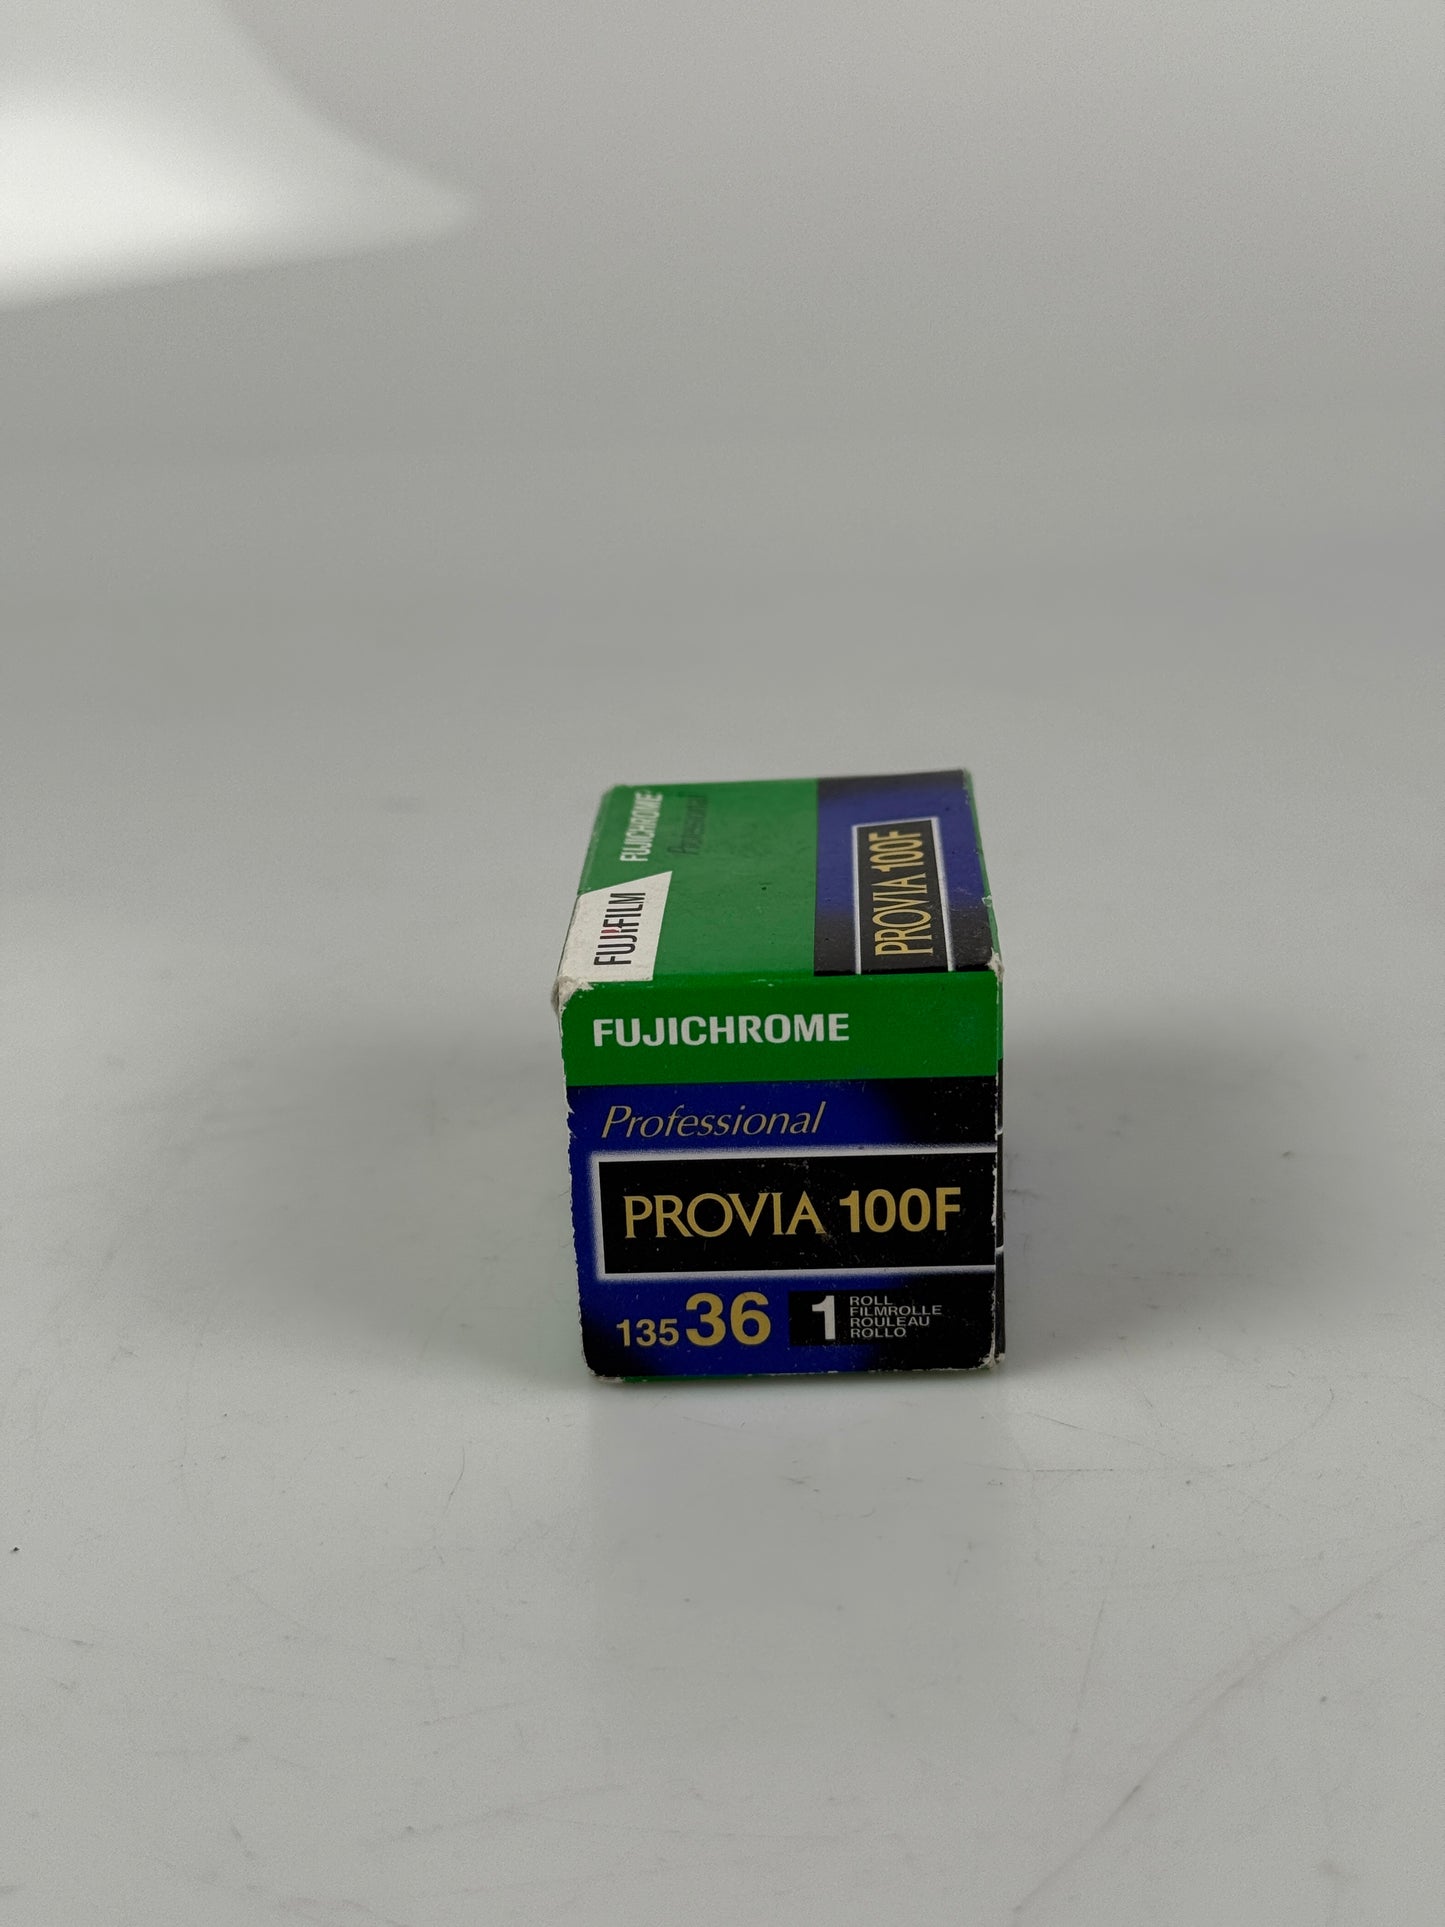 FUJICHROME
Professional
FUJIFILM
PROVIA 100F
FUJICHROME
Professional
PROVIA 100F
135 36
1
ROLL
FILMROLLE
ROULEAU
ROLLO